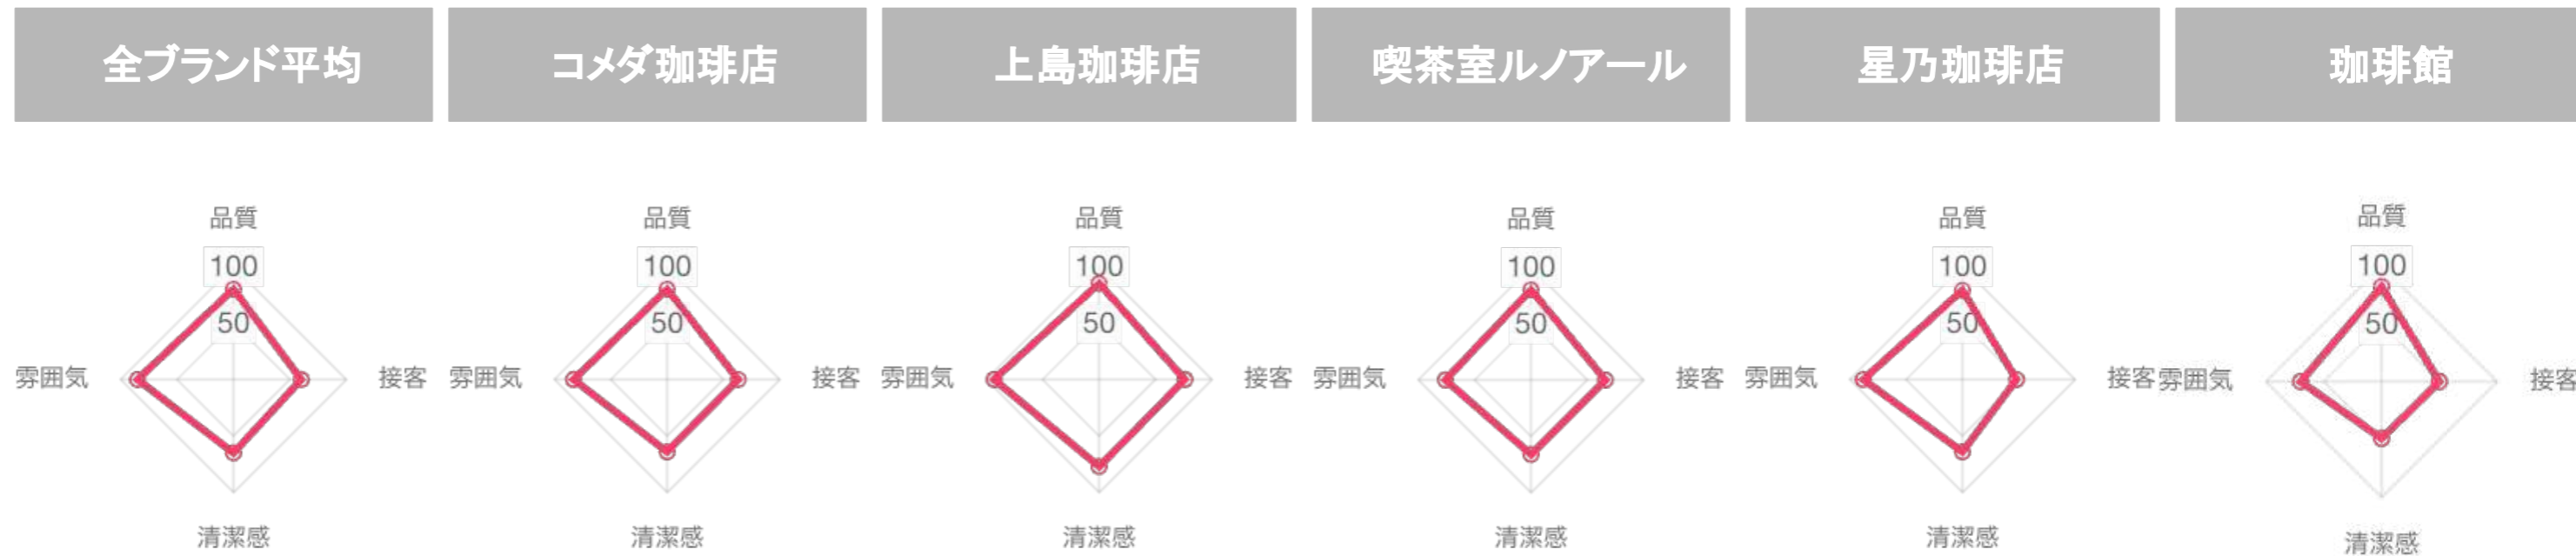 全ブランド平均
コメダ珈琲店
上島珈琲店
喫茶室ルノアール
星乃珈琲店
珈琲館
品質
100
50
雰囲気
接客
清潔感
品質
100
50
雰囲気
接客
清潔感
品質
100
50
雰囲気
接客
清潔感
品質
100
50
雰囲気
接客
清潔感
品質
100
50
雰囲気
接客
清潔感
品質
100
50
雰囲気
接客
清潔感